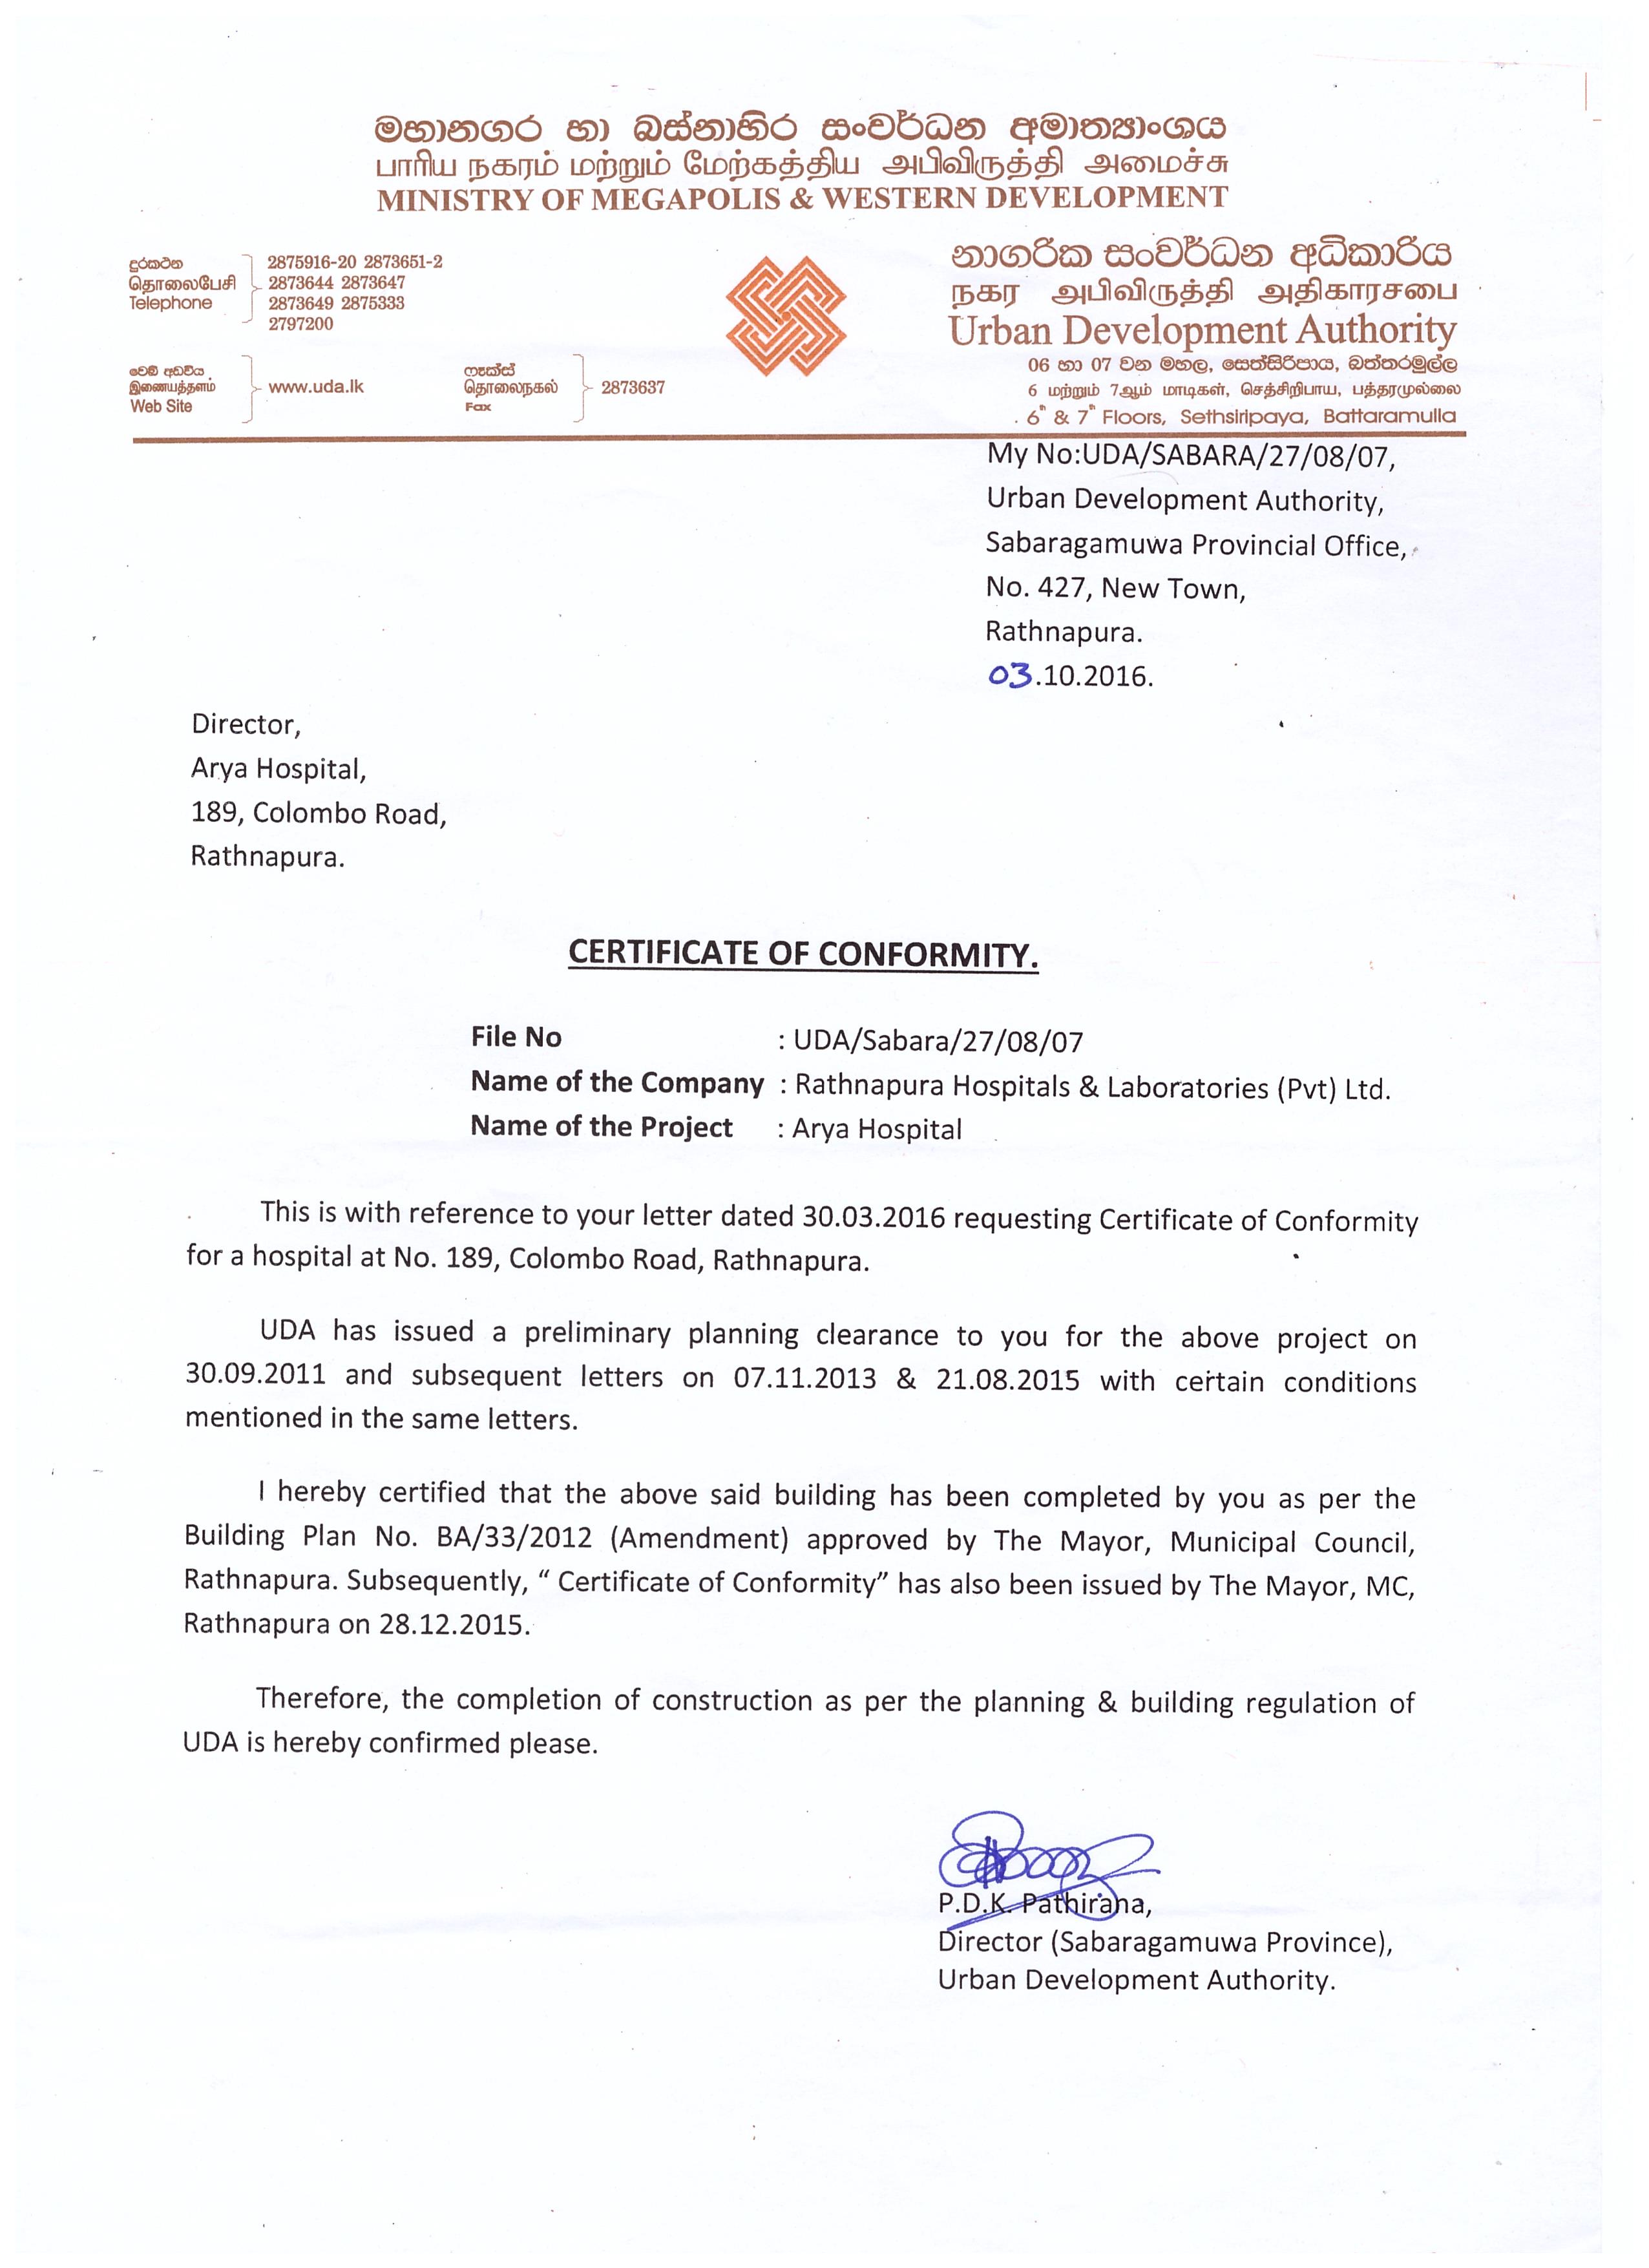 මහානගර හා බස්නාහිර සංවර්ධන අමාත්‍යාංශය
பாரிய நகரம் மற்றும் மேற்கத்திய அபிவிருத்தி அமைச்சு
MINISTRY OF MEGAPOLIS & WESTERN DEVELOPMENT
දුරකථන
தொலைபேசி
Telephone
2875916-20 2873651-2
2873644 2873647
2873649 2875333
2797200
වෙබ් අඩවිය
இணையத்தளம்
Web Site
www.uda.lk
ෆැක්ස්
தொலைநகல்
Fax
2873637
නාගරික සංවර්ධන අධිකාරිය
நகர அபிவிருத்தி அதிகாரசபை
Urban Development Authority
06 හා 07 වන මහල, සෙත්සිරිපාය, බත්තරමුල්ල
6 மற்றும் 7ஆம் மாடிகள், செத்சிறிபாய, பத்தரமுல்லை
6th & 7th Floors, Sethsiripaya, Battaramulla
My No:UDA/SABARA/27/08/07,
Urban Development Authority,
Sabaragamuwa Provincial Office,
No. 427, New Town,
Rathnapura.
03.10.2016.
Director,
Arya Hospital,
189, Colombo Road,
Rathnapura.
CERTIFICATE OF CONFORMITY.
File No : UDA/Sabara/27/08/07
Name of the Company : Rathnapura Hospitals & Laboratories (Pvt) Ltd.
Name of the Project : Arya Hospital
This is with reference to your letter dated 30.03.2016 requesting Certificate of Conformity
for a hospital at No. 189, Colombo Road, Rathnapura.
UDA has issued a preliminary planning clearance to you for the above project on
30.09.2011 and subsequent letters on 07.11.2013 & 21.08.2015 with certain conditions
mentioned in the same letters.
I hereby certified that the above said building has been completed by you as per the
Building Plan No. BA/33/2012 (Amendment) approved by The Mayor, Municipal Council,
Rathnapura. Subsequently, “ Certificate of Conformity” has also been issued by The Mayor, MC,
Rathnapura on 28.12.2015.
Therefore, the completion of construction as per the planning & building regulation of
UDA is hereby confirmed please.
P.D.K. Pathirana,
Director (Sabaragamuwa Province),
Urban Development Authority.